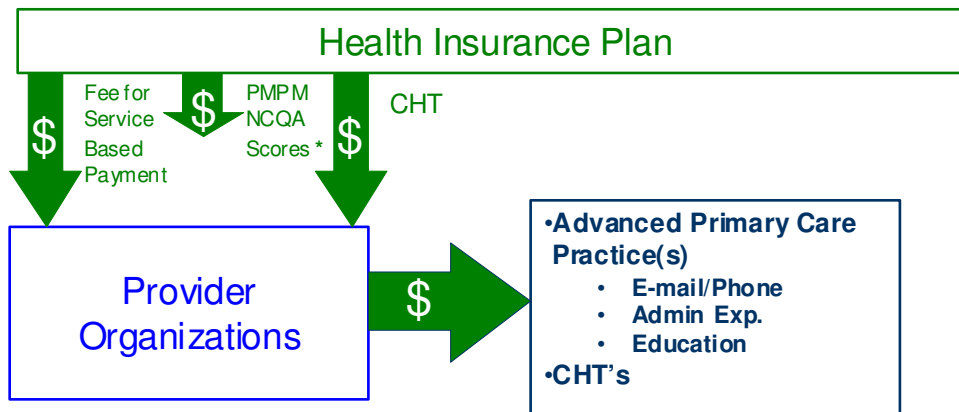 Health Insurance Plan
$
Fee for
Service
Based
Payment
$
PMPM
NCQA
Scores *
$
CHT
Provider
Organizations
$
•Advanced Primary Care
Practice(s)
• E-mail/Phone
• Admin Exp.
• Education
•CHT's